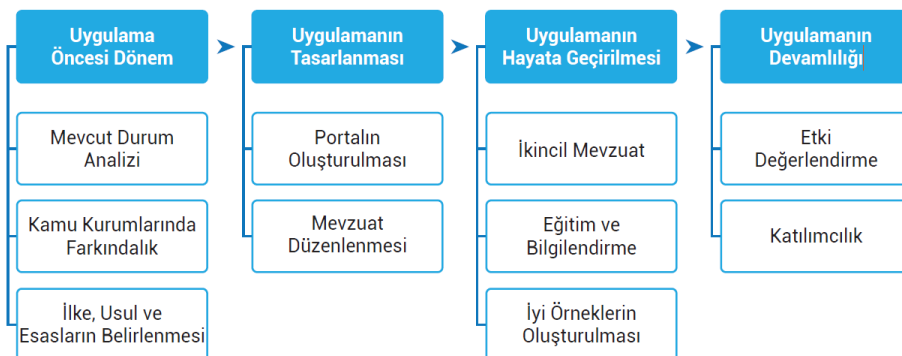 Uygulama
Öncesi Dönem
Mevcut Durum
Analizi
Kamu Kurumlarında
Farkındalık
İlke, Usul ve
Esasların Belirlenmesi
Uygulamanın
Tasarlanması
Portalın
Oluşturulması
Mevzuat
Düzenlenmesi
Uygulamanın
Hayata Geçirilmesi
İkincil Mevzuat
Eğitim ve
Bilgilendirme
İyi Örneklerin
Oluşturulması
Uygulamanın
Devamlılığı
Etki
Değerlendirme
Katılımcılık